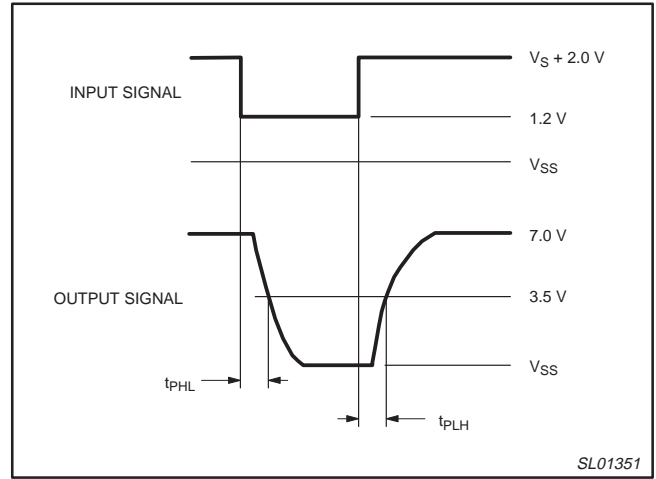 V_S + 2.0 V
INPUT SIGNAL
1.2 V
V_SS
7.0 V
OUTPUT SIGNAL
3.5 V
V_SS
t_PHL
t_PLH
SL01351